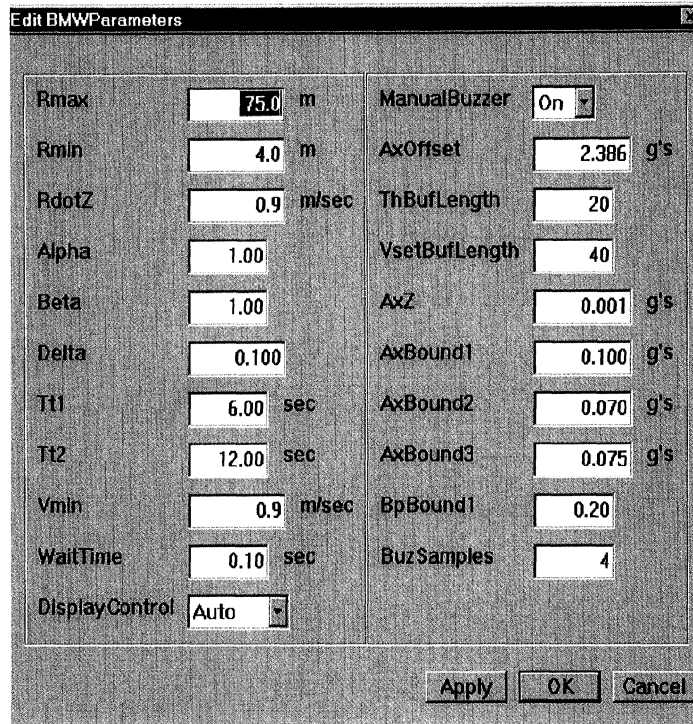 Edit BMWParameters
Rmax 75.0 m
Rmin 4.0 m
RdotZ 0.9 m/sec
Alpha 1.00
Beta 1.00
Delta 0.100
Tt1 6.00 sec
Tt2 12.00 sec
Vmin 0.9 m/sec
WaitTime 0.10 sec
DisplayControl Auto
ManualBuzzer On
AxOffset 2.386 g's
ThBufLength 20
VsetBufLength 40
AxZ 0.001 g's
AxBound1 0.100 g's
AxBound2 0.070 g's
AxBound3 0.075 g's
BpBound1 0.20
BuzSamples 4
Apply OK Cancel